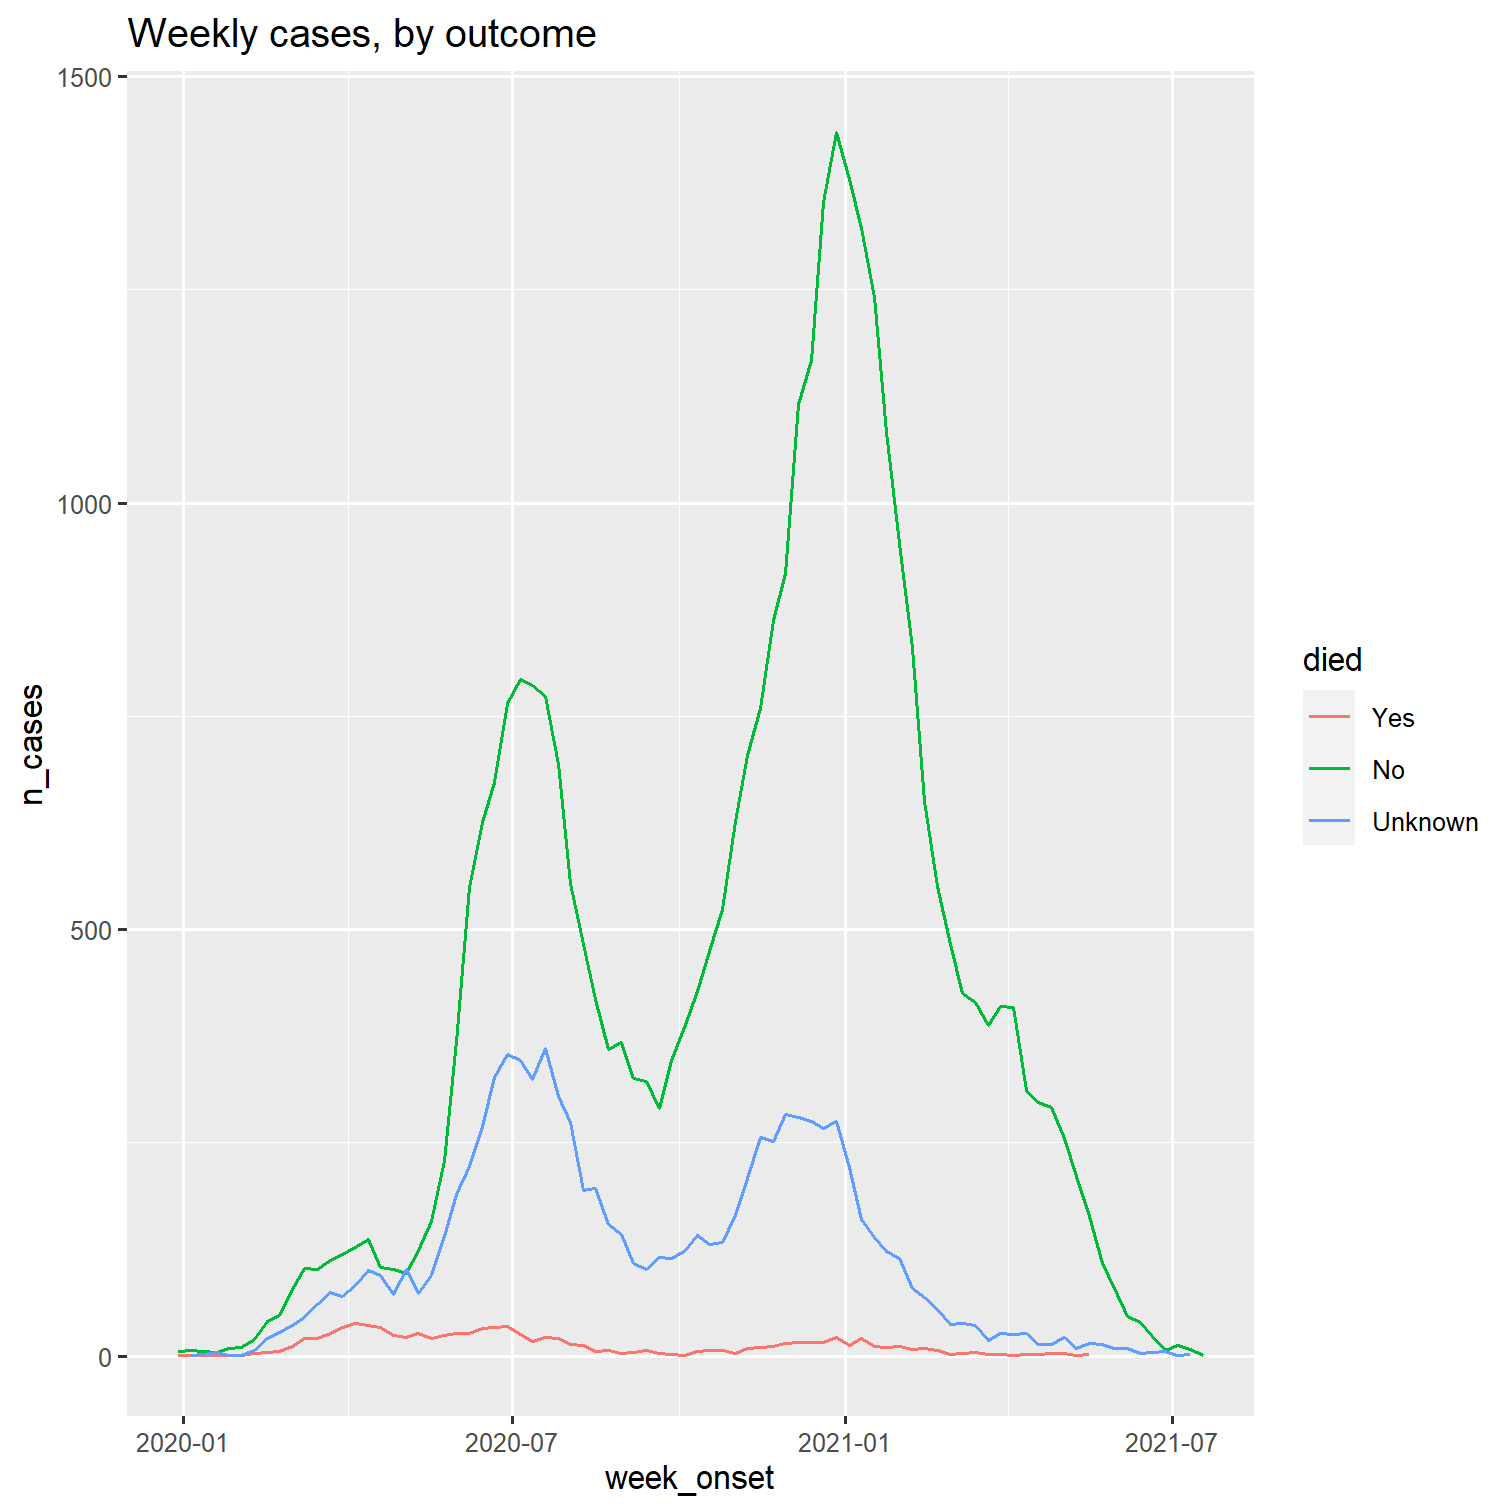 Weekly cases, by outcome
1500
1000
500
0
n_cases
2020-01
2020-07
2021-01
2021-07
week_onset
died
Yes
No
Unknown